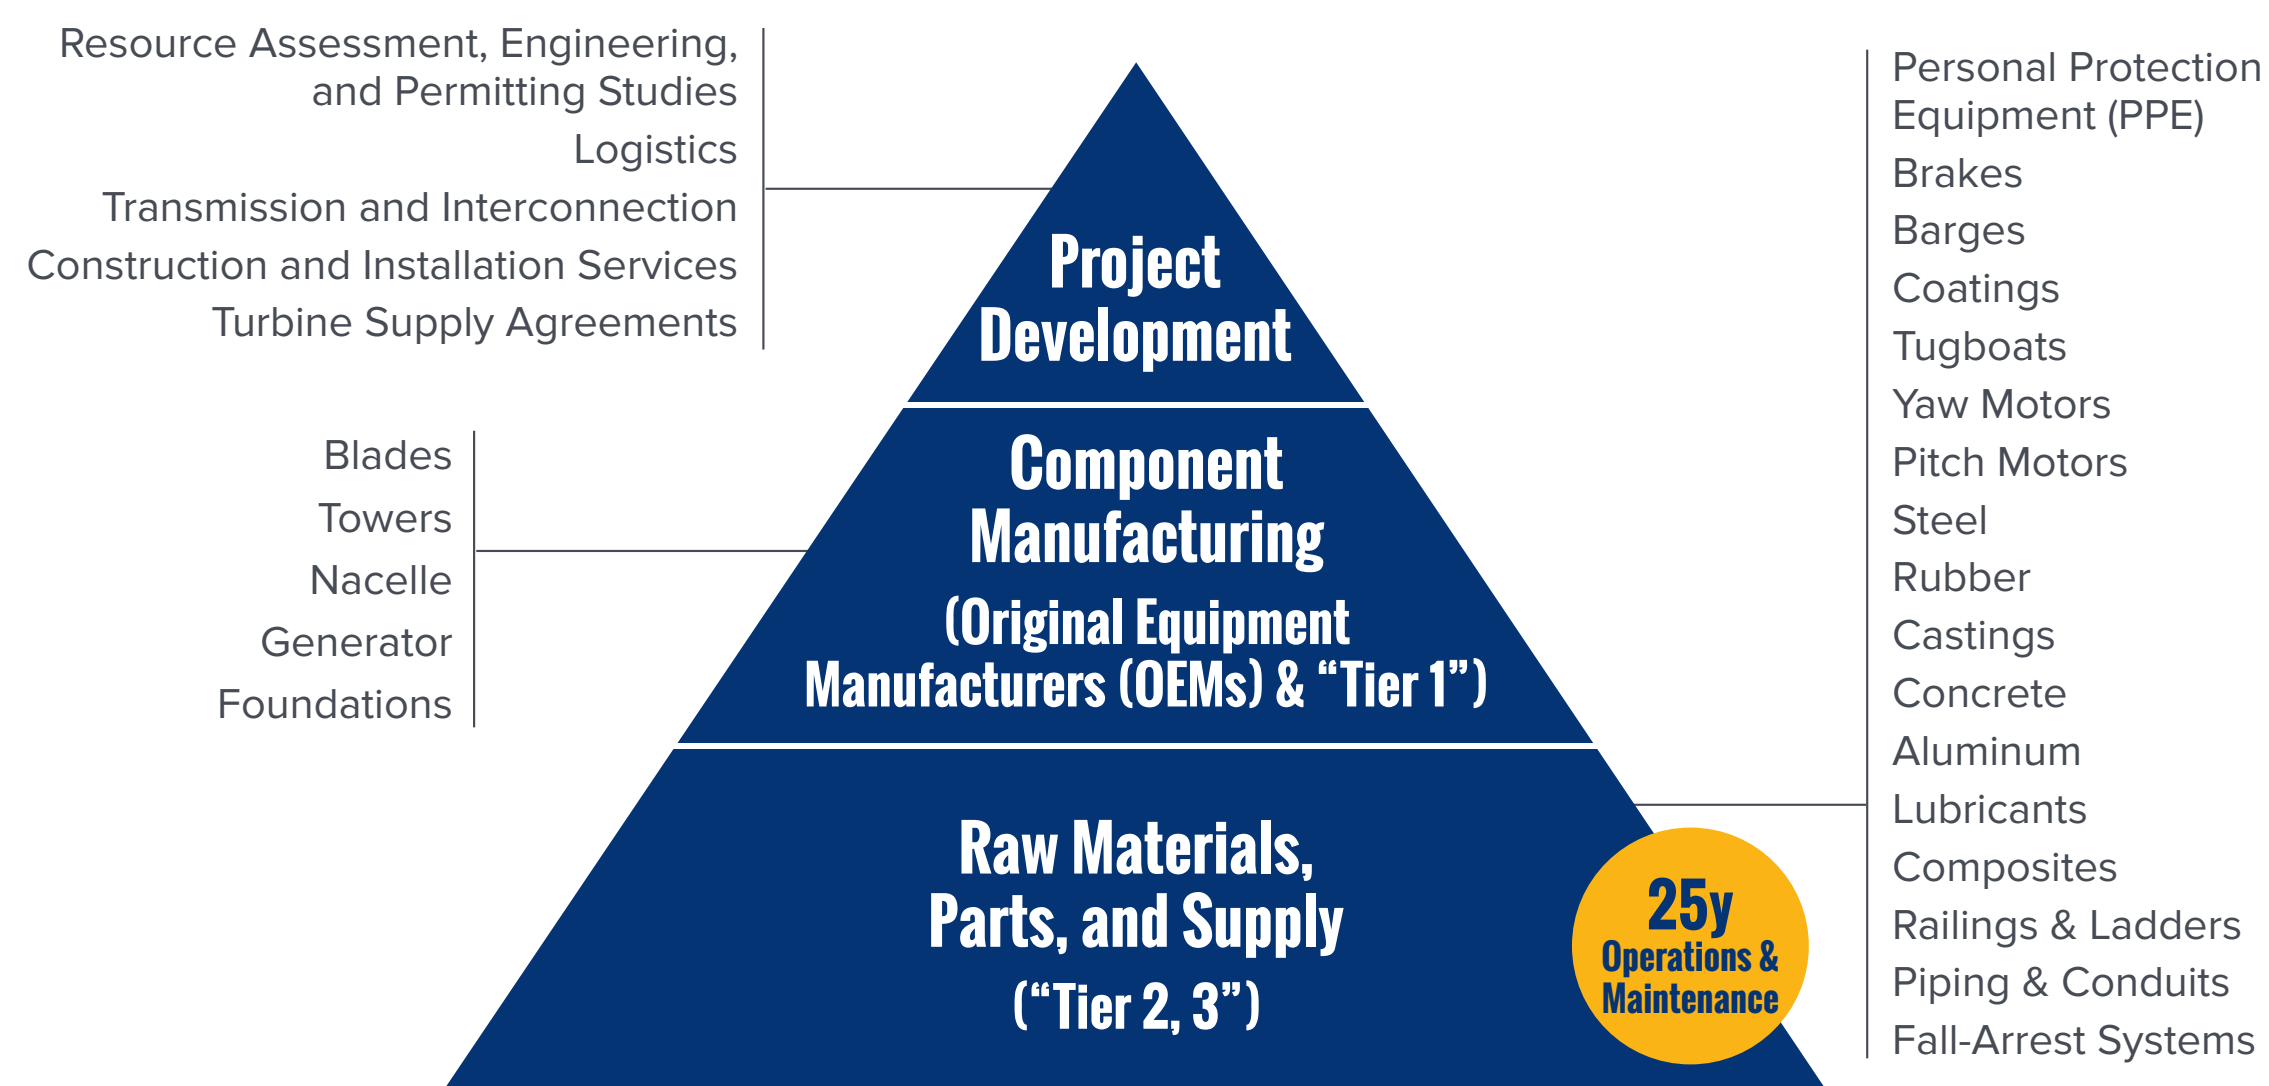 Resource Assessment, Engineering,
and Permitting Studies
Logistics
Transmission and Interconnection
Construction and Installation Services
Turbine Supply Agreements
Blades
Towers
Nacelle
Generator
Foundations
Project
Development
Component
Manufacturing
(Original Equipment
Manufacturers (OEMs) & “Tier 1”)
Raw Materials,
Parts, and Supply
(“Tier 2, 3”)
25y
Operations &
Maintenance
Personal Protection
Equipment (PPE)
Brakes
Barges
Coatings
Tugboats
Yaw Motors
Pitch Motors
Steel
Rubber
Castings
Concrete
Aluminum
Lubricants
Composites
Railings & Ladders
Piping & Conduits
Fall-Arrest Systems